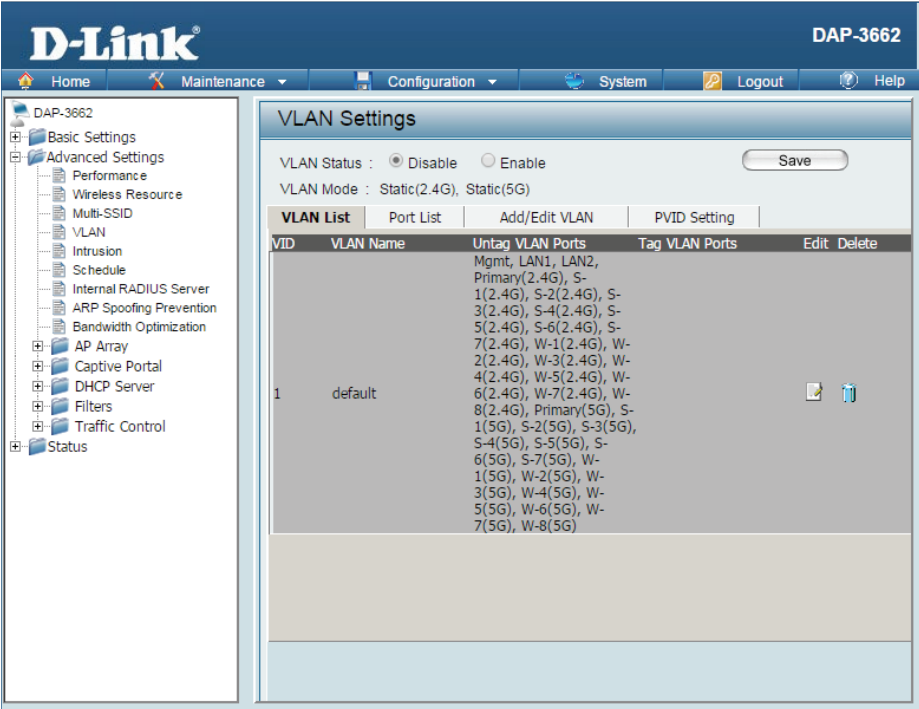 D-Link®
DAP-3662
Home Maintenance Configuration System Logout Help
DAP-3662
Basic Settings
Advanced Settings
Performance
Wireless Resource
Multi-SSID
VLAN
Intrusion
Schedule
Internal RADIUS Server
ARP Spoofing Prevention
Bandwidth Optimization
AP Array
Captive Portal
DHCP Server
Filters
Traffic Control
Status
VLAN Settings
VLAN Status : Disable Enable Save
VLAN Mode : Static(2.4G), Static(5G)
VLAN List Port List Add/Edit VLAN PVID Setting
VID VLAN Name Untag VLAN Ports Tag VLAN Ports Edit Delete
1 default
Mgmt, LAN1, LAN2,
Primary(2.4G), S-
1(2.4G), S-2(2.4G), S-
3(2.4G), S-4(2.4G), S-
5(2.4G), S-6(2.4G), S-
7(2.4G), W-1(2.4G), W-
2(2.4G), W-3(2.4G), W-
4(2.4G), W-5(2.4G), W-
6(2.4G), W-7(2.4G), W-
8(2.4G), Primary(5G), S-
1(5G), S-2(5G), S-3(5G),
S-4(5G), S-5(5G), S-
6(5G), S-7(5G), W-
1(5G), W-2(5G), W-
3(5G), W-4(5G), W-
5(5G), W-6(5G), W-
7(5G), W-8(5G)